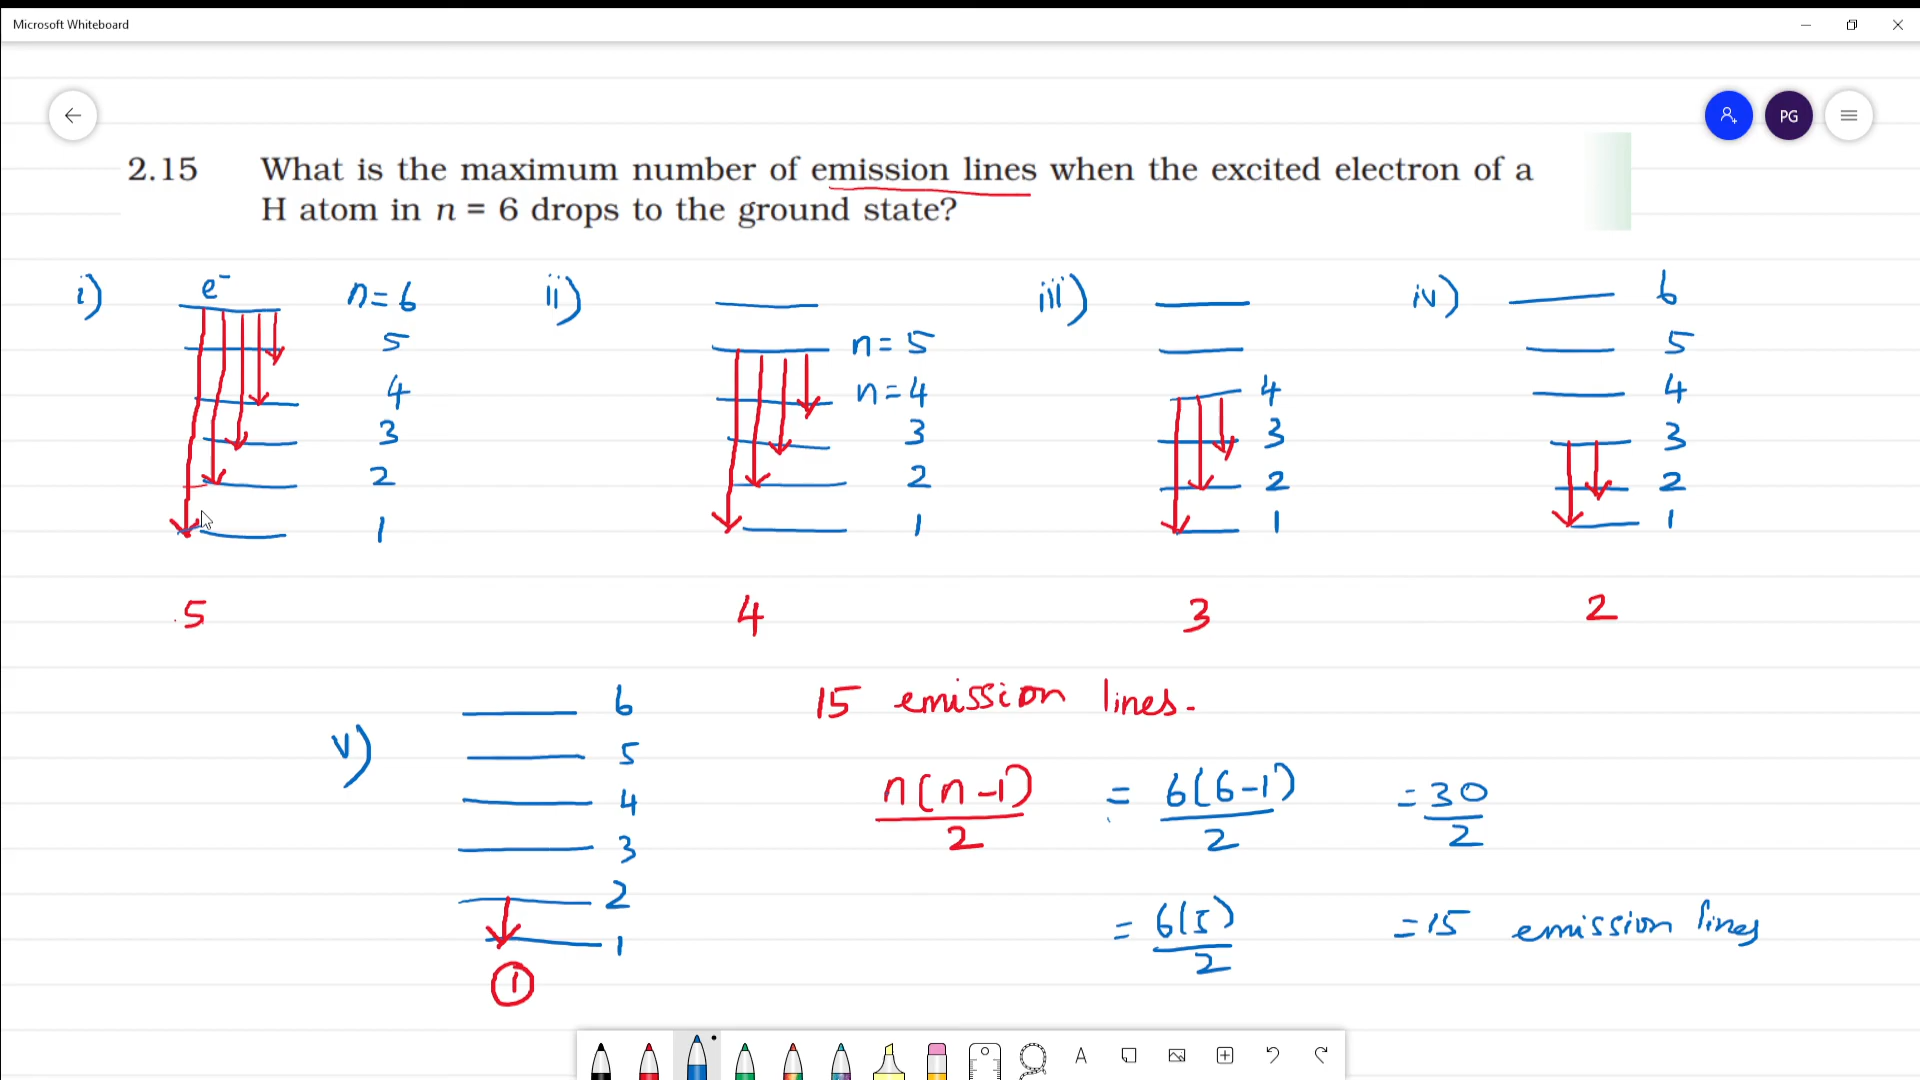 Microsoft Whiteboard
PG
2.15 What is the maximum number of emission lines when the excited electron of a
H atom in n = 6 drops to the ground state?
i) e⁻ n=6
5
4
3
2
1
5
ii)
n=5
n=4
3
2
1
4
iii)
4
3
2
1
3
iv) 6
5
4
3
2
1
2
v) 6
5
4
3
2
1
1
15 emission lines.
n(n-1)/2 = 6(6-1)/2 = 30/2
= 6(5)/2 = 15 emission lines
A